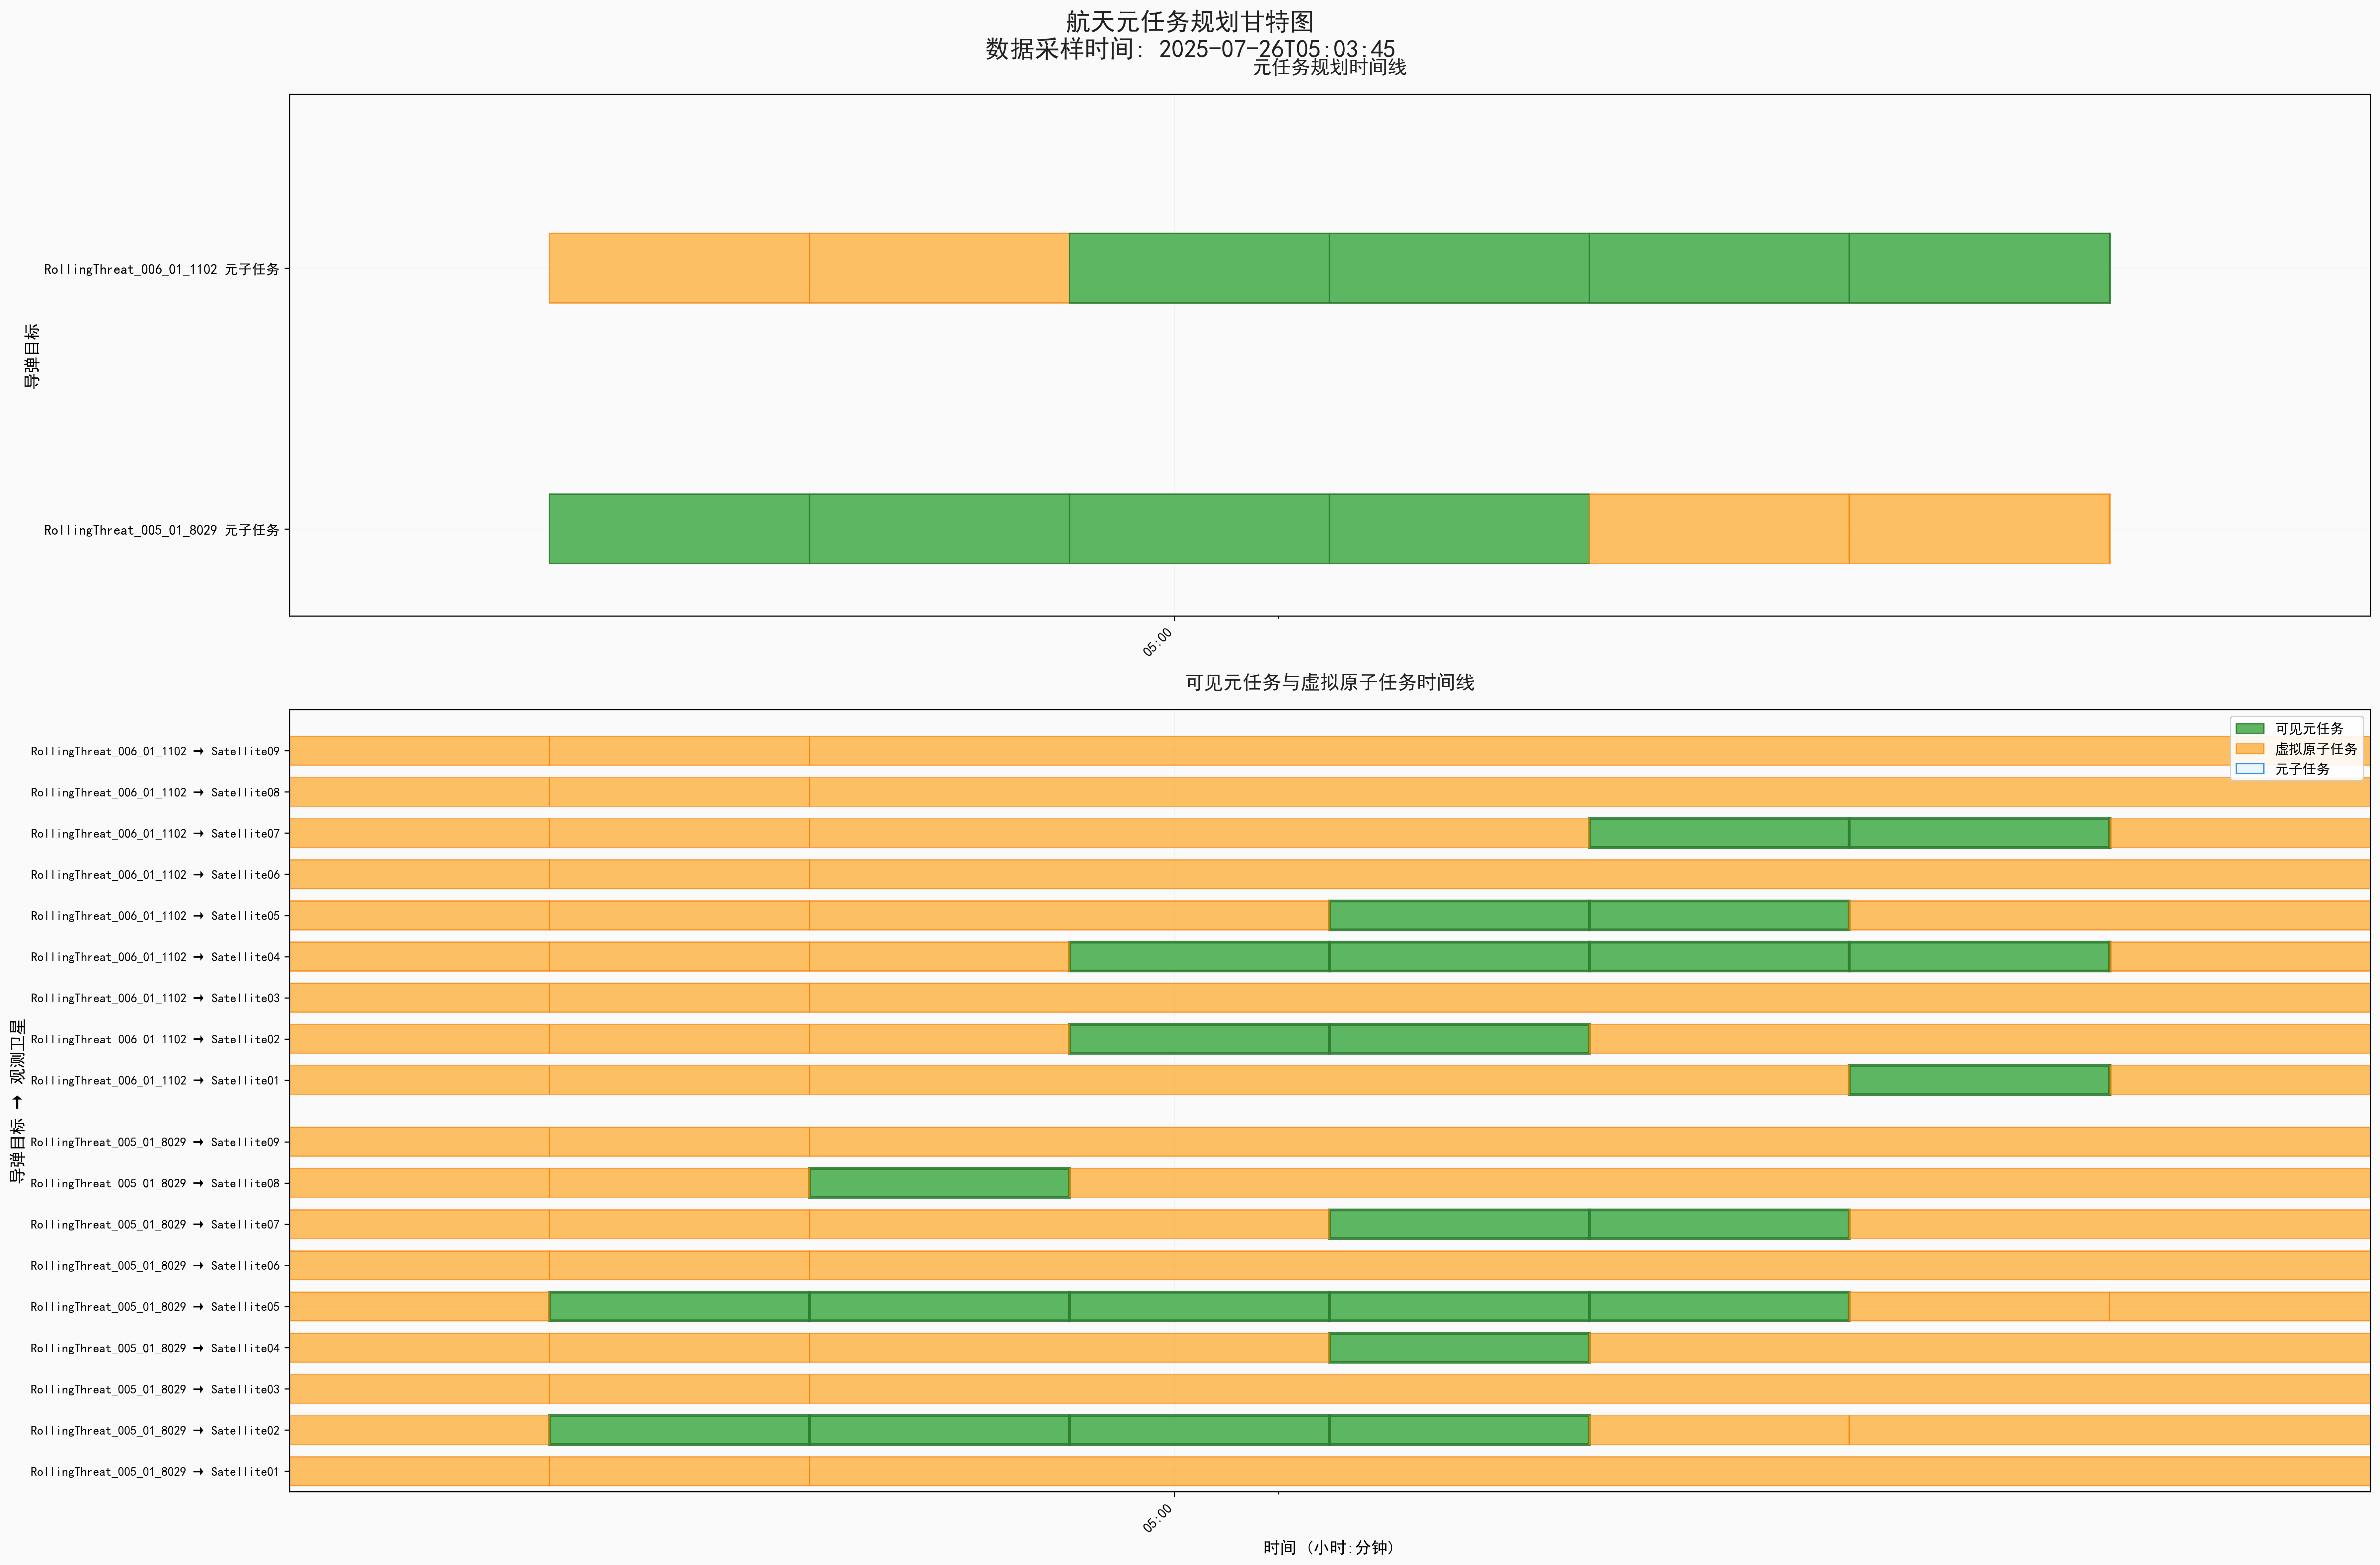 航天元任务规划甘特图
数据采样时间: 2025-07-26T05:03:45
元任务规划时间线
导弹目标
RollingThreat_006_01_1102 元子任务
RollingThreat_005_01_8029 元子任务
05:00
可见元任务与虚拟原子任务时间线
可见元任务
虚拟原子任务
元子任务
导弹目标 → 观测卫星
RollingThreat_006_01_1102 → Satellite09
RollingThreat_006_01_1102 → Satellite08
RollingThreat_006_01_1102 → Satellite07
RollingThreat_006_01_1102 → Satellite06
RollingThreat_006_01_1102 → Satellite05
RollingThreat_006_01_1102 → Satellite04
RollingThreat_006_01_1102 → Satellite03
RollingThreat_006_01_1102 → Satellite02
RollingThreat_006_01_1102 → Satellite01
RollingThreat_005_01_8029 → Satellite09
RollingThreat_005_01_8029 → Satellite08
RollingThreat_005_01_8029 → Satellite07
RollingThreat_005_01_8029 → Satellite06
RollingThreat_005_01_8029 → Satellite05
RollingThreat_005_01_8029 → Satellite04
RollingThreat_005_01_8029 → Satellite03
RollingThreat_005_01_8029 → Satellite02
RollingThreat_005_01_8029 → Satellite01
05:00
时间 (小时:分钟)